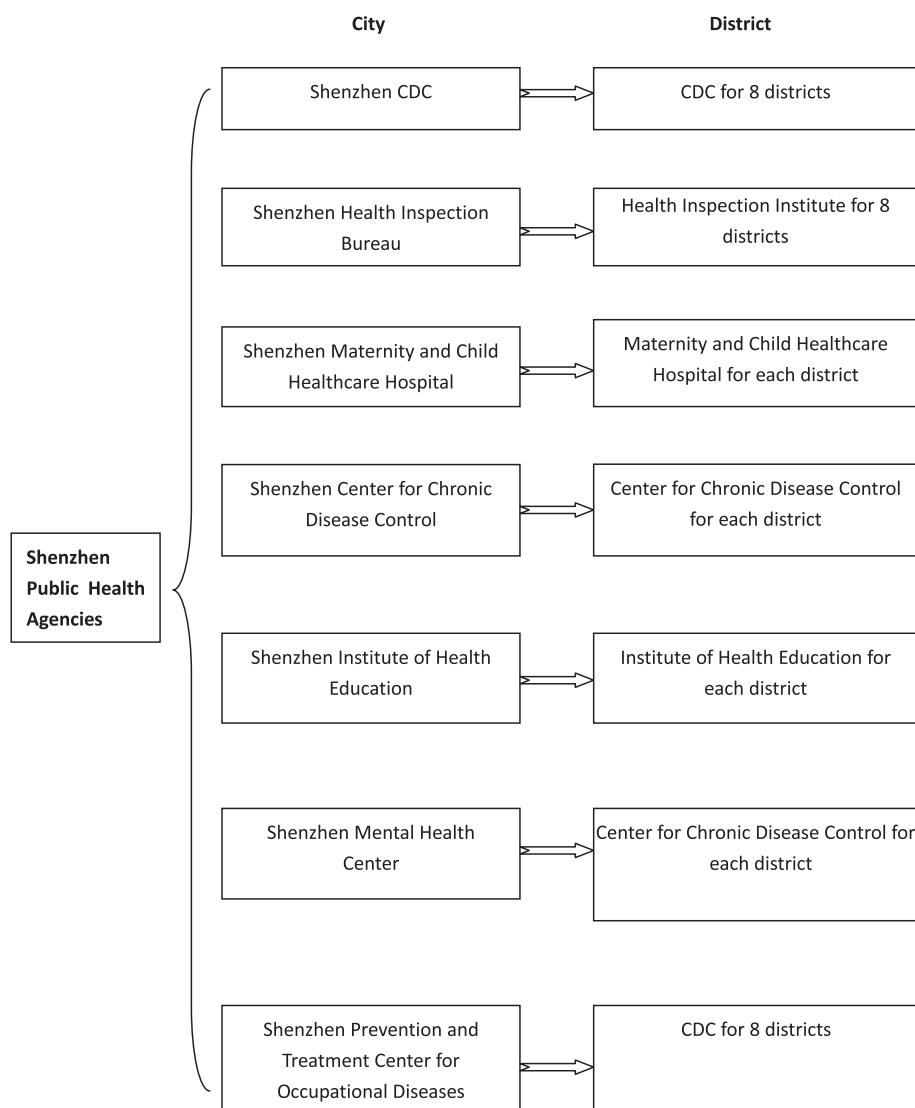 City
District
Shenzhen CDC
CDC for 8 districts
Shenzhen Health Inspection
Bureau
Health Inspection Institute for 8
districts
Shenzhen Maternity and Child
Healthcare Hospital
Maternity and Child Healthcare
Hospital for each district
Shenzhen Center for Chronic
Disease Control
Center for Chronic Disease Control
for each district
Shenzhen
Public Health
Agencies
Shenzhen Institute of Health
Education
Institute of Health Education for
each district
Shenzhen Mental Health
Center
Center for Chronic Disease Control for
each district
Shenzhen Prevention and
Treatment Center for
Occupational Diseases
CDC for 8 districts